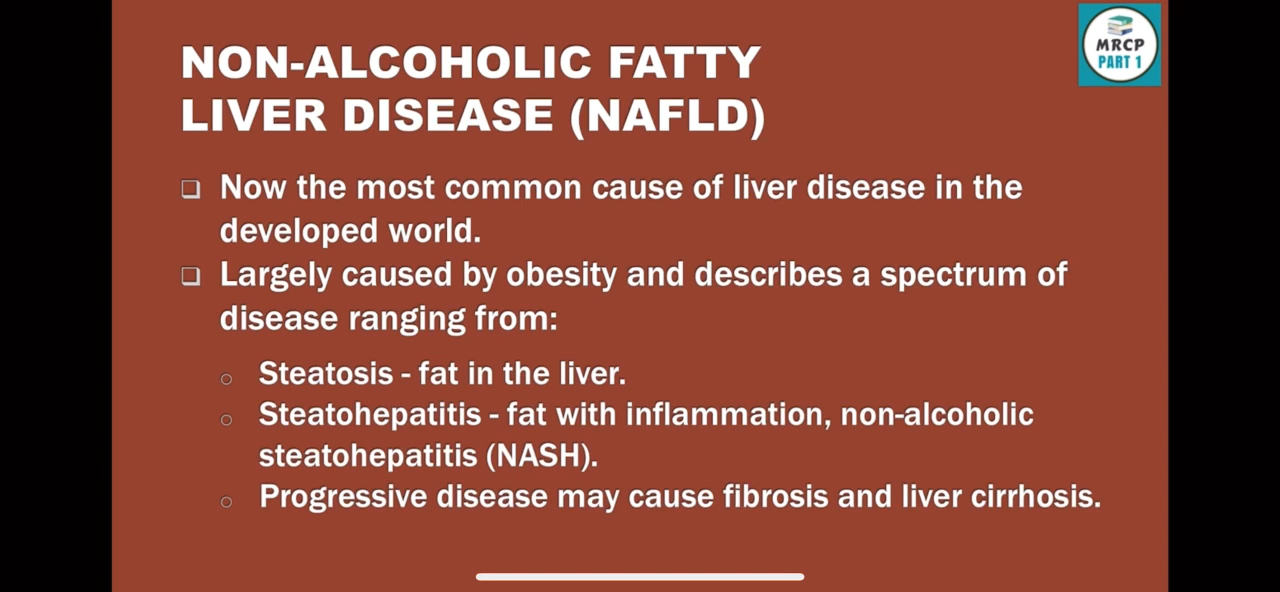 MRCP
PART 1
NON-ALCOHOLIC FATTY
LIVER DISEASE (NAFLD)
Now the most common cause of liver disease in the
developed world.
Largely caused by obesity and describes a spectrum of
disease ranging from:
Steatosis - fat in the liver.
Steatohepatitis - fat with inflammation, non-alcoholic
steatohepatitis (NASH).
Progressive disease may cause fibrosis and liver cirrhosis.